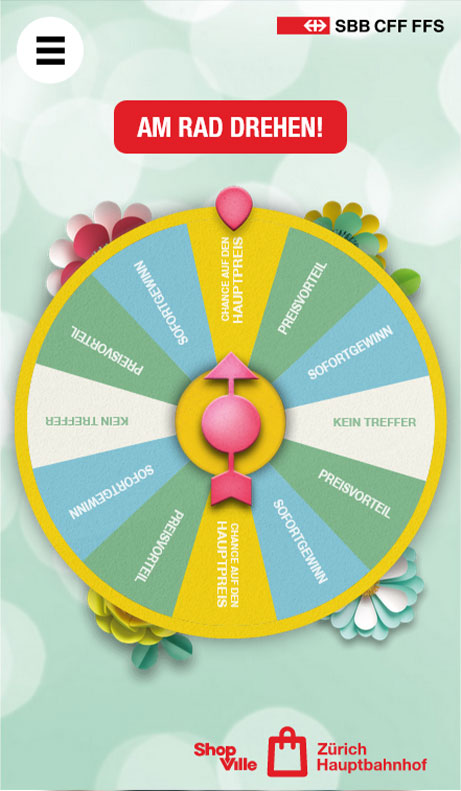 SBB CFF FFS
AM RAD DREHEN!
CHANCE AUF DEN
HAUPTPREIS
PREISVORTEIL
SOFORTGEWINN
KEIN TREFFER
PREISVORTEIL
SOFORTGEWINN
CHANCE AUF DEN
HAUPTPREIS
PREISVORTEIL
SOFORTGEWINN
KEIN TREFFER
PREISVORTEIL
SOFORTGEWINN
Shop
Ville
Zürich
Hauptbahnhof